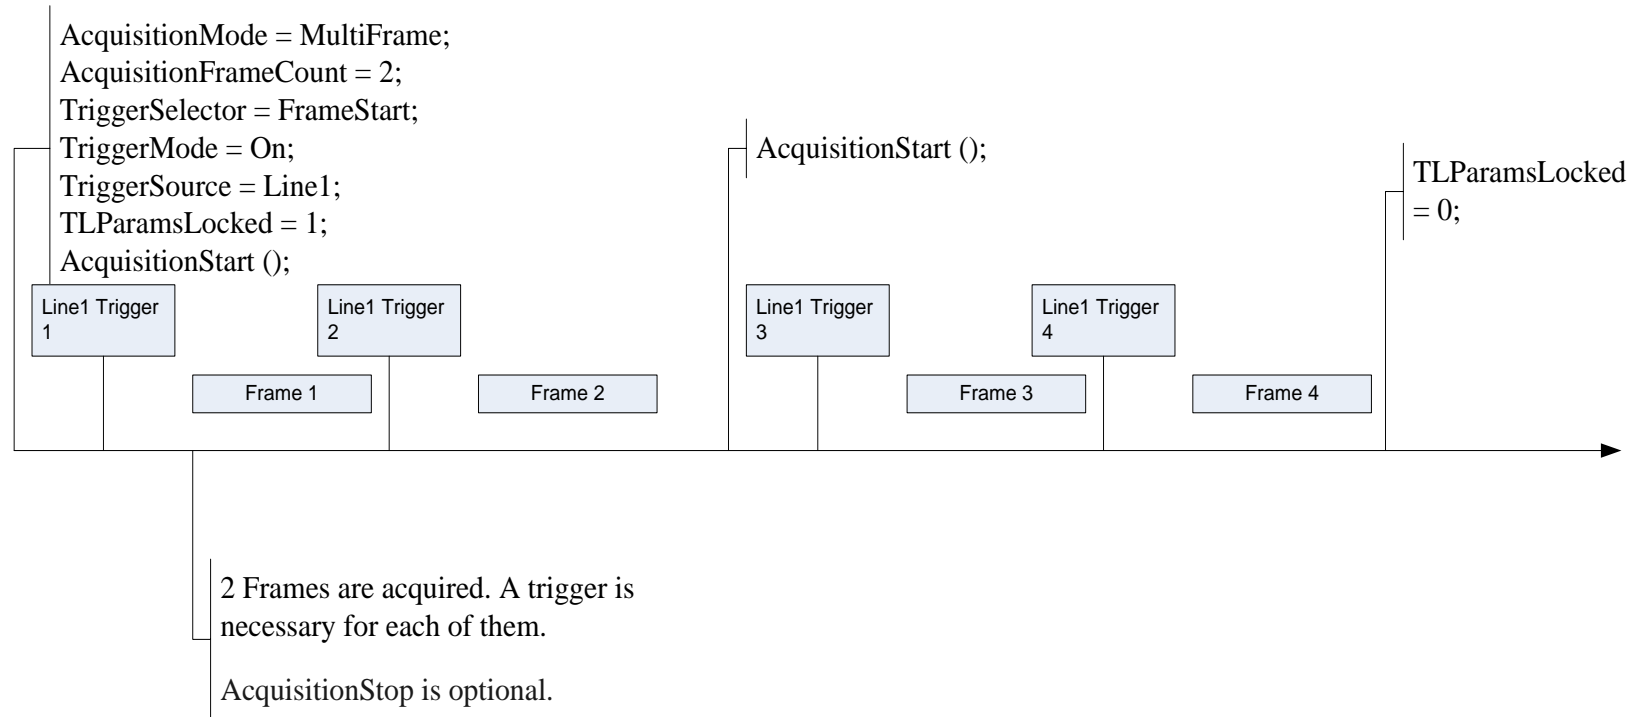 AcquisitionMode = MultiFrame;
AcquisitionFrameCount = 2;
TriggerSelector = FrameStart;
TriggerMode = On;
TriggerSource = Line1;
TLParamsLocked = 1;
AcquisitionStart ();
AcquisitionStart ();
TLParamsLocked
= 0;
Line1 Trigger
1
Line1 Trigger
2
Line1 Trigger
3
Line1 Trigger
4
Frame 1
Frame 2
Frame 3
Frame 4
2 Frames are acquired. A trigger is
necessary for each of them.
AcquisitionStop is optional.